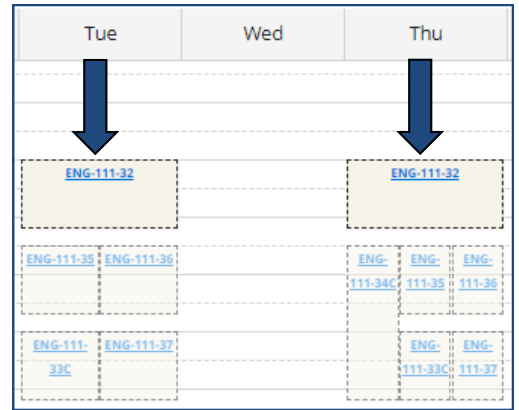 Tue Wed Thu
ENG-111-32 ENG-111-32
ENG-111-35 ENG-111-36 ENG- ENG- ENG-
111-34C 111-35 111-36
ENG-111- ENG-111-37 ENG- ENG-
33C 111-33C 111-37